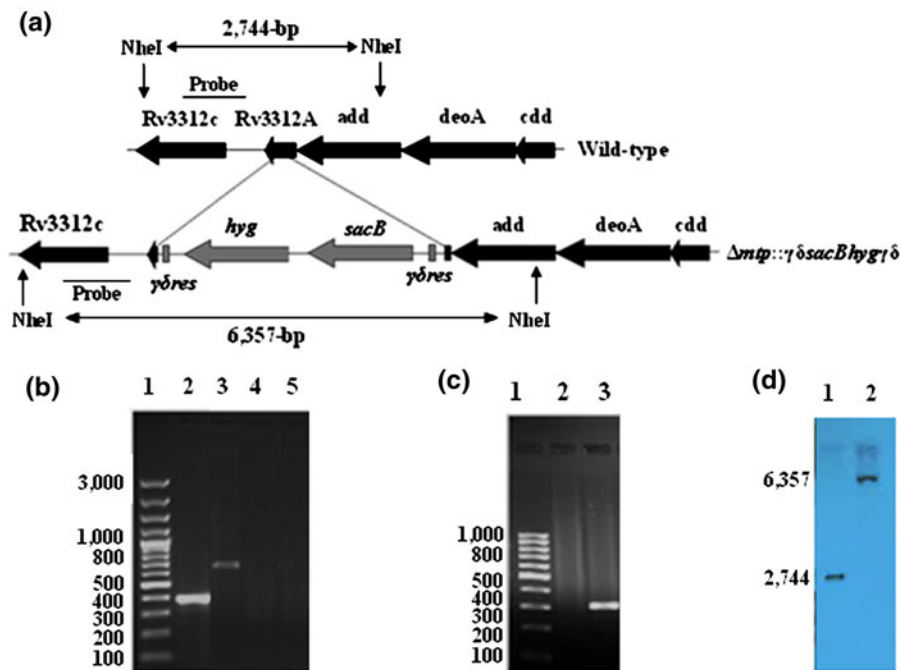 (a)
2,744-bp
NheI NheI
Probe
Rv3312c Rv3312A add deoA cdd
Wild-type
Rv3312c hyg sacB add deoA cdd
Δmtp::γδsacBhygγδ
γδres γδres
Probe
NheI NheI
6,357-bp
(b)
1 2 3 4 5
3,000
1,000
800
500
400
300
200
100
(c)
1 2 3
1,000
800
500
400
300
200
100
(d)
1 2
6,357
2,744